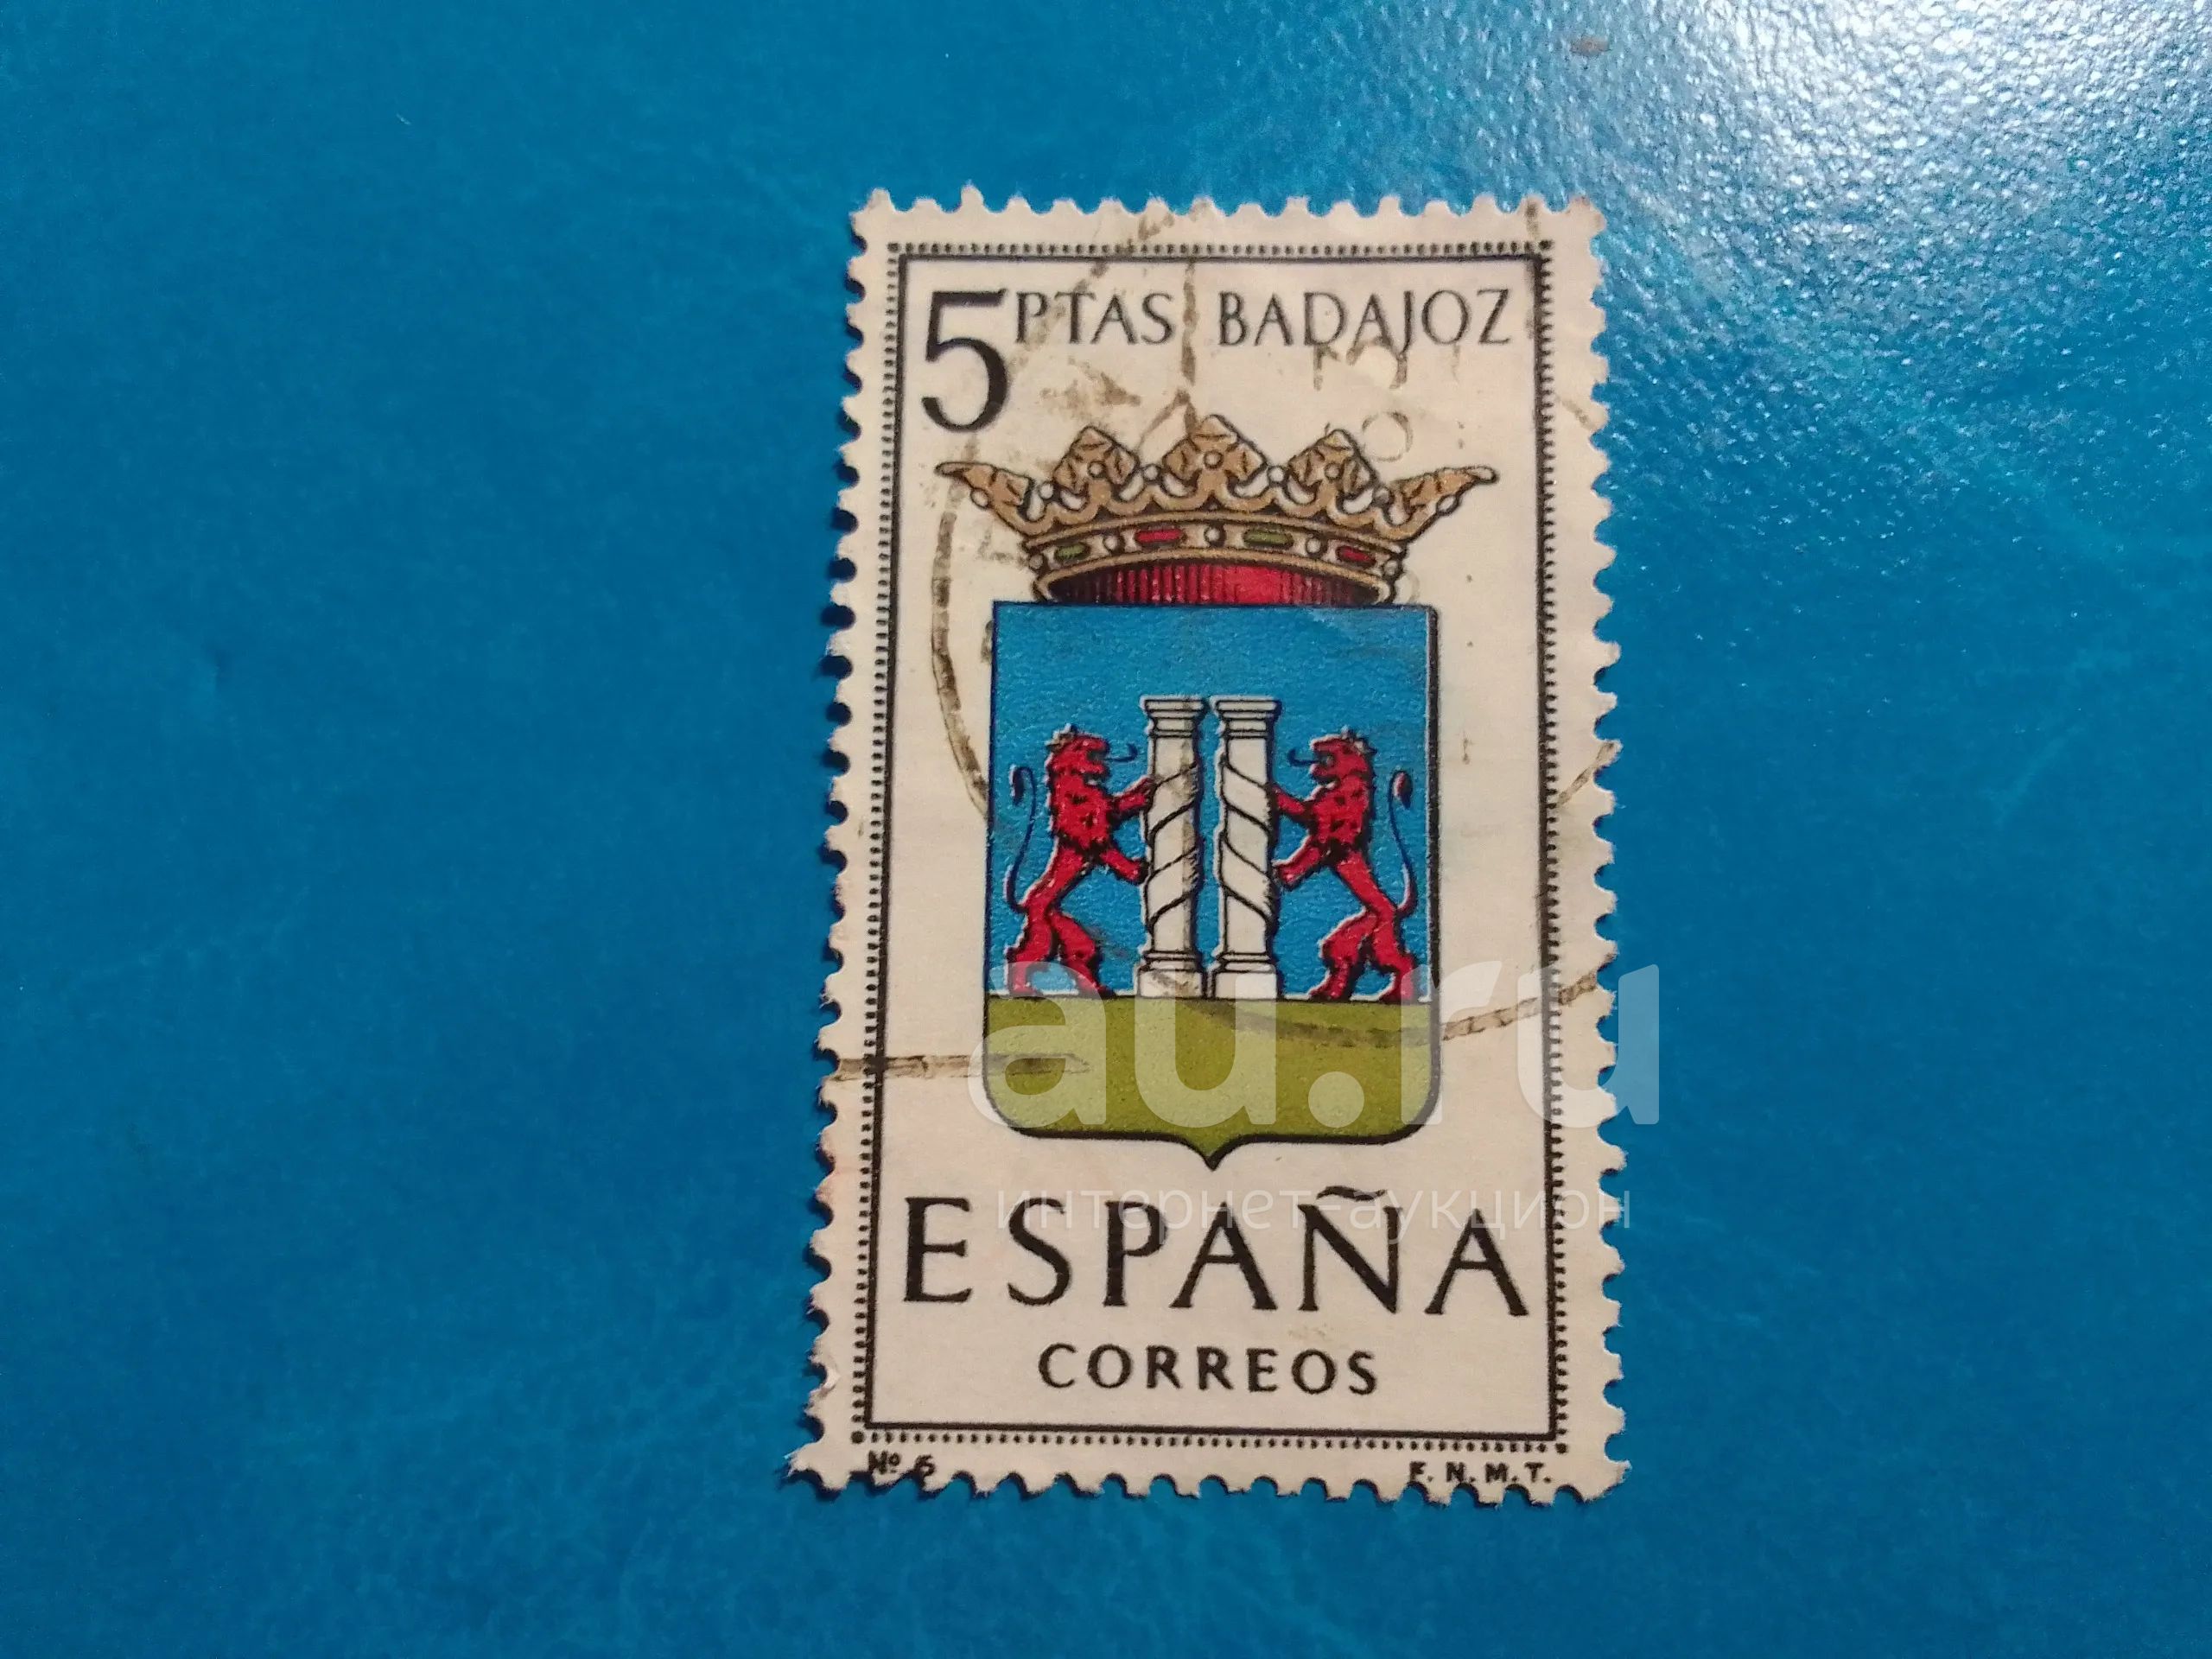 5 PTAS BADAJOZ
au.ru
интернет-аукцион
ESPAÑA
CORREOS
Nº 6
F.N.M.T.